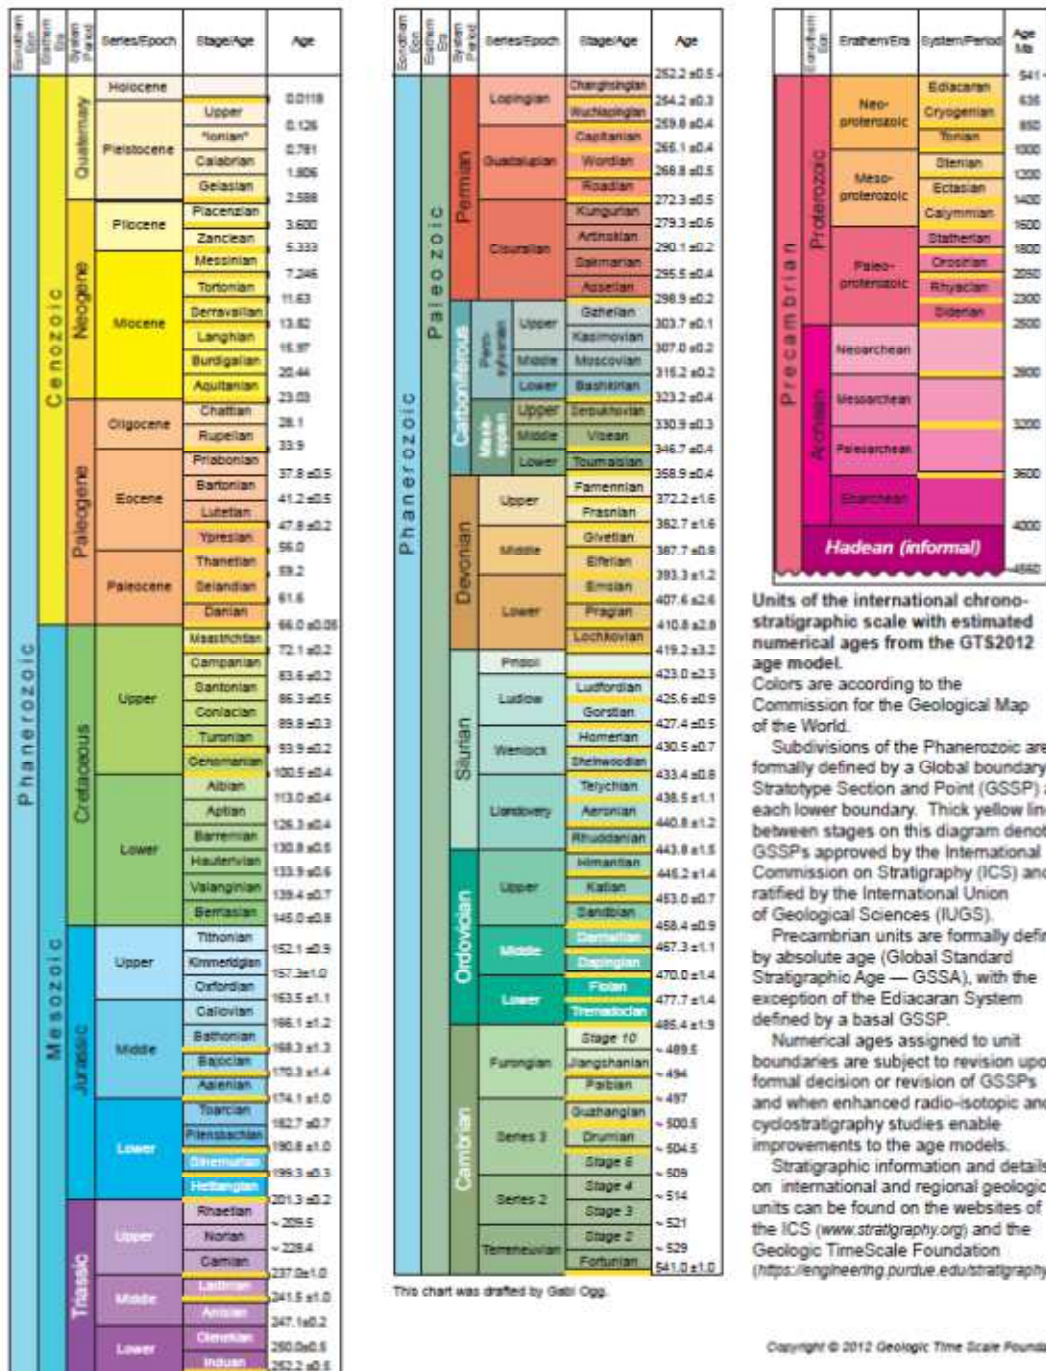 Eonothem
Eon
Erathem
Era
System
Period
Series/Epoch
Stage/Age
Age
Phanerozoic
Cenozoic
Mesozoic
Quaternary
Neogene
Paleogene
Cretaceous
Jurassic
Triassic
Holocene
0.0118
Pleistocene
Upper
0.126
"Ionian"
0.781
Calabrian
1.806
Gelasian
2.588
Pliocene
Piacenzian
3.600
Zanclean
5.333
Miocene
Messinian
7.246
Tortonian
11.63
Serravallian
13.82
Langhian
15.97
Burdigalian
20.44
Aquitanian
23.03
Oligocene
Chattian
28.1
Rupelian
33.9
Eocene
Priabonian
37.8 ±0.5
Bartonian
41.2 ±0.5
Lutetian
47.8 ±0.2
Ypresian
56.0
Paleocene
Thanetian
59.2
Selandian
61.6
Danian
66.0 ±0.05
Upper
Maastrichtian
72.1 ±0.2
Campanian
83.6 ±0.2
Santonian
86.3 ±0.5
Coniacian
89.8 ±0.3
Turonian
93.9 ±0.2
Cenomanian
100.5 ±0.4
Lower
Albian
113.0 ±0.4
Aptian
126.3 ±0.4
Barremian
130.8 ±0.5
Hauterivian
133.9 ±0.6
Valanginian
139.4 ±0.7
Berriasian
145.0 ±0.8
Upper
Tithonian
152.1 ±0.9
Kimmeridgian
157.3±1.0
Oxfordian
163.5 ±1.1
Middle
Callovian
166.1 ±1.2
Bathonian
168.3 ±1.3
Bajocian
170.3 ±1.4
Aalenian
174.1 ±1.0
Lower
Toarcian
182.7 ±0.7
Pliensbachian
190.8 ±1.0
Sinemurian
199.3 ±0.3
Hettangian
201.3 ±0.2
Upper
Rhaetian
~ 209.5
Norian
~ 228.4
Carnian
237.0±1.0
Middle
Ladinian
241.5 ±1.0
Anisian
247.1±0.2
Lower
Olenekian
250.0±0.5
Induan
252.2 ±0.5
Eonothem
Eon
Erathem
Era
System
Period
Series/Epoch
Stage/Age
Age
Phanerozoic
Paleozoic
Permian
Carboniferous
Devonian
Silurian
Ordovician
Cambrian
252.2 ±0.5
Lopingian
Changhsingian
254.2 ±0.3
Wuchiapingian
259.8 ±0.4
Guadalupian
Capitanian
265.1 ±0.4
Wordian
268.8 ±0.5
Roadian
272.3 ±0.5
Cisuralian
Kungurian
279.3 ±0.6
Artinskian
290.1 ±0.2
Sakmarian
295.5 ±0.4
Asselian
298.9 ±0.2
Penn-
sylvanian
Upper
Gzhelian
303.7 ±0.1
Kasimovian
307.0 ±0.2
Middle
Moscovian
315.2 ±0.2
Lower
Bashkirian
323.2 ±0.4
Upper
Serpukhovian
330.9 ±0.3
Middle
Visean
346.7 ±0.4
Lower
Tournaisian
358.9 ±0.4
Upper
Famennian
372.2 ±1.6
Frasnian
382.7 ±1.6
Middle
Givetian
387.7 ±0.8
Eifelian
393.3 ±1.2
Lower
Emsian
407.6 ±2.6
Pragian
410.8 ±2.8
Lochkovian
419.2 ±3.2
Pridoli
423.0 ±2.3
Ludlow
Ludfordian
425.6 ±0.9
Gorstian
427.4 ±0.5
Wenlock
Homerian
430.5 ±0.7
Sheinwoodian
433.4 ±0.8
Llandovery
Telychian
438.5 ±1.1
Aeronian
440.8 ±1.2
Rhuddanian
443.8 ±1.5
Upper
Hirnantian
445.2 ±1.4
Katian
453.0 ±0.7
Sandbian
458.4 ±0.9
Middle
Darriwilian
467.3 ±1.1
Dapingian
470.0 ±1.4
Lower
Floian
477.7 ±1.4
Tremadocian
485.4 ±1.9
Furongian
Stage 10
~ 489.5
Jiangshanian
~ 494
Paibian
~ 497
Series 3
Guzhangian
~ 500.5
Drumian
~ 504.5
Stage 5
~ 509
Series 2
Stage 4
~ 514
Stage 3
~ 521
Terreneuvian
Stage 2
~ 529
Fortunian
541.0 ±1.0
This chart was drafted by Gabi Ogg.
Eonothem
Eon
Erathem/Era
System/Period
Age
Ma
Precambrian
Proterozoic
Archean
541
Neo-
proterozoic
Ediacaran
635
Cryogenian
850
Tonian
1000
Meso-
proterozoic
Stenian
1200
Ectasian
1400
Calymmian
1600
Paleo-
proterozoic
Statherian
1800
Orosirian
2050
Rhyacian
2300
Siderian
2500
Neoarchean
2800
Mesoarchean
3200
Paleoarchean
3600
Eoarchean
4000
Hadean (informal)
4560
Units of the international chrono-
stratigraphic scale with estimated
numerical ages from the GTS2012
age model.
Colors are according to the
Commission for the Geological Map
of the World.
Subdivisions of the Phanerozoic are
formally defined by a Global boundary
Stratotype Section and Point (GSSP) a
each lower boundary. Thick yellow line
between stages on this diagram denot
GSSPs approved by the International
Commission on Stratigraphy (ICS) and
ratified by the International Union
of Geological Sciences (IUGS).
Precambrian units are formally defin
by absolute age (Global Standard
Stratigraphic Age — GSSA), with the
exception of the Ediacaran System
defined by a basal GSSP.
Numerical ages assigned to unit
boundaries are subject to revision upo
formal decision or revision of GSSPs
and when enhanced radio-isotopic and
cyclostratigraphy studies enable
improvements to the age models.
Stratigraphic information and details
on international and regional geologic
units can be found on the websites of
the ICS (www.stratigraphy.org) and the
Geologic TimeScale Foundation
(https://engineering.purdue.edu/stratigraphy
Copyright © 2012 Geologic Time Scale Founda